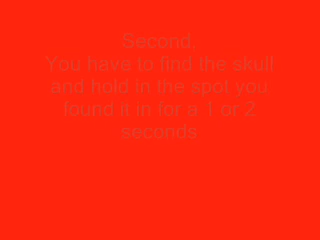 Second.
You have to find the skull
and hold in the spot you
found it in for a 1 or 2
seconds